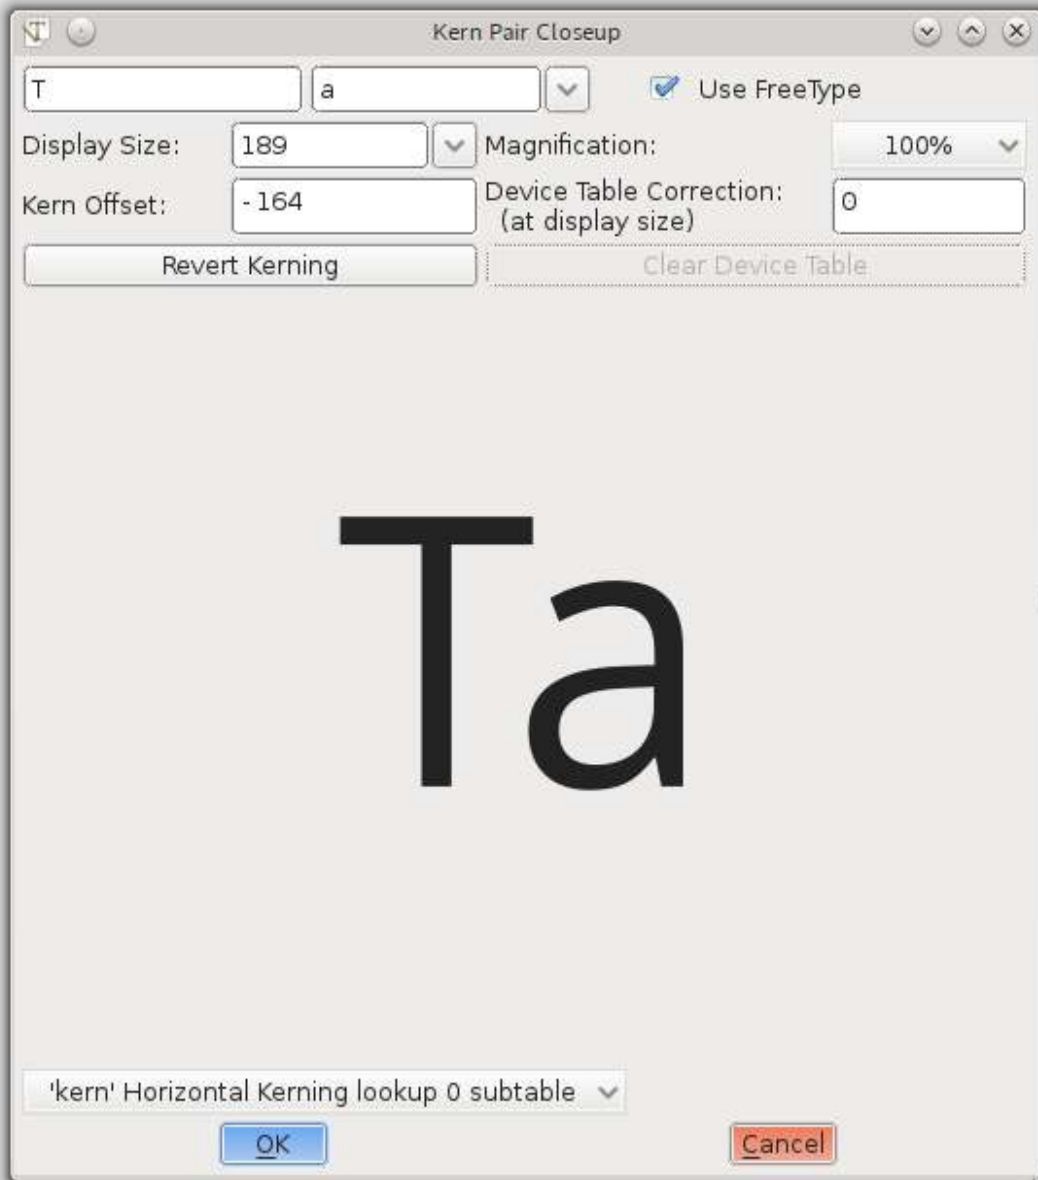 Kern Pair Closeup
T a Use FreeType
Display Size: 189 Magnification: 100%
Kern Offset: -164 Device Table Correction: 0
(at display size)
Revert Kerning Clear Device Table
Ta
'kern' Horizontal Kerning lookup 0 subtable
OK Cancel